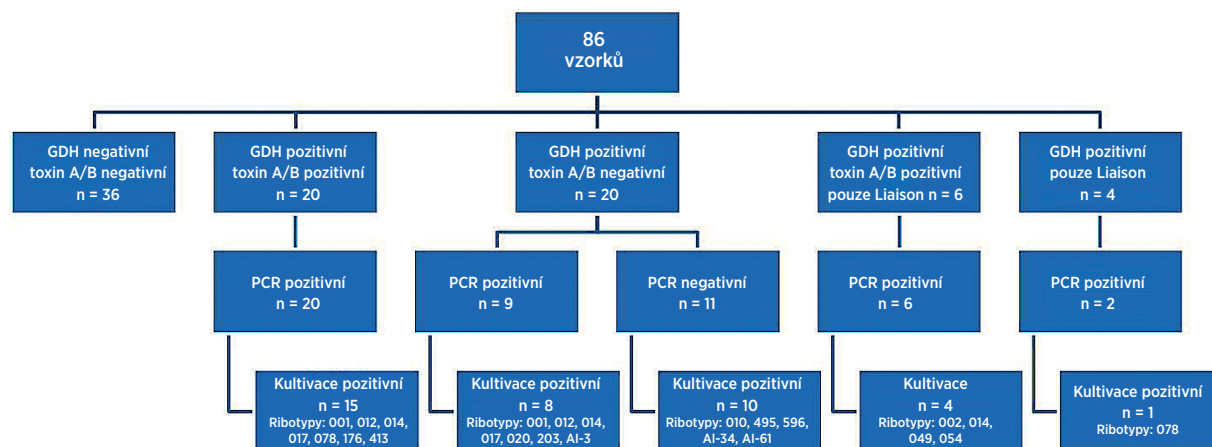 86
vzorků
GDH negativní
toxin A/B negativní
n = 36
GDH pozitivní
toxin A/B pozitivní
n = 20
GDH pozitivní
toxin A/B negativní
n = 20
GDH pozitivní
toxin A/B pozitivní
pouze Liaison n = 6
GDH pozitivní
pouze Liaison
n = 4
PCR pozitivní
n = 20
PCR pozitivní
n = 9
PCR negativní
n = 11
PCR pozitivní
n = 6
PCR pozitivní
n = 2
Kultivace pozitivní
n = 15
Ribotypy: 001, 012, 014,
017, 078, 176, 413
Kultivace pozitivní
n = 8
Ribotypy: 001, 012, 014,
017, 020, 203, AI-3
Kultivace pozitivní
n = 10
Ribotypy: 010, 495, 596,
AI-34, AI-61
Kultivace
n = 4
Ribotypy: 002, 014,
049, 054
Kultivace pozitivní
n = 1
Ribotypy: 078